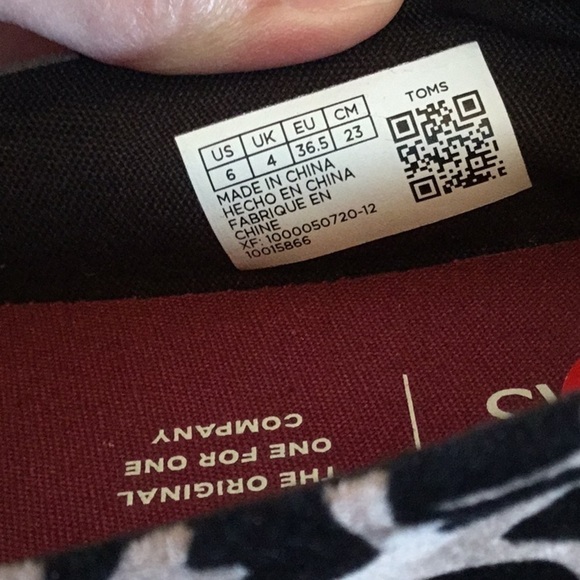 TOMS
US UK EU CM
6 4 36.5 23
MADE IN CHINA
HECHO EN CHINA
FABRIQUE EN
CHINE
XF: 1000050720-12
10015866
THE ORIGINAL
ONE FOR ONE
COMPANY